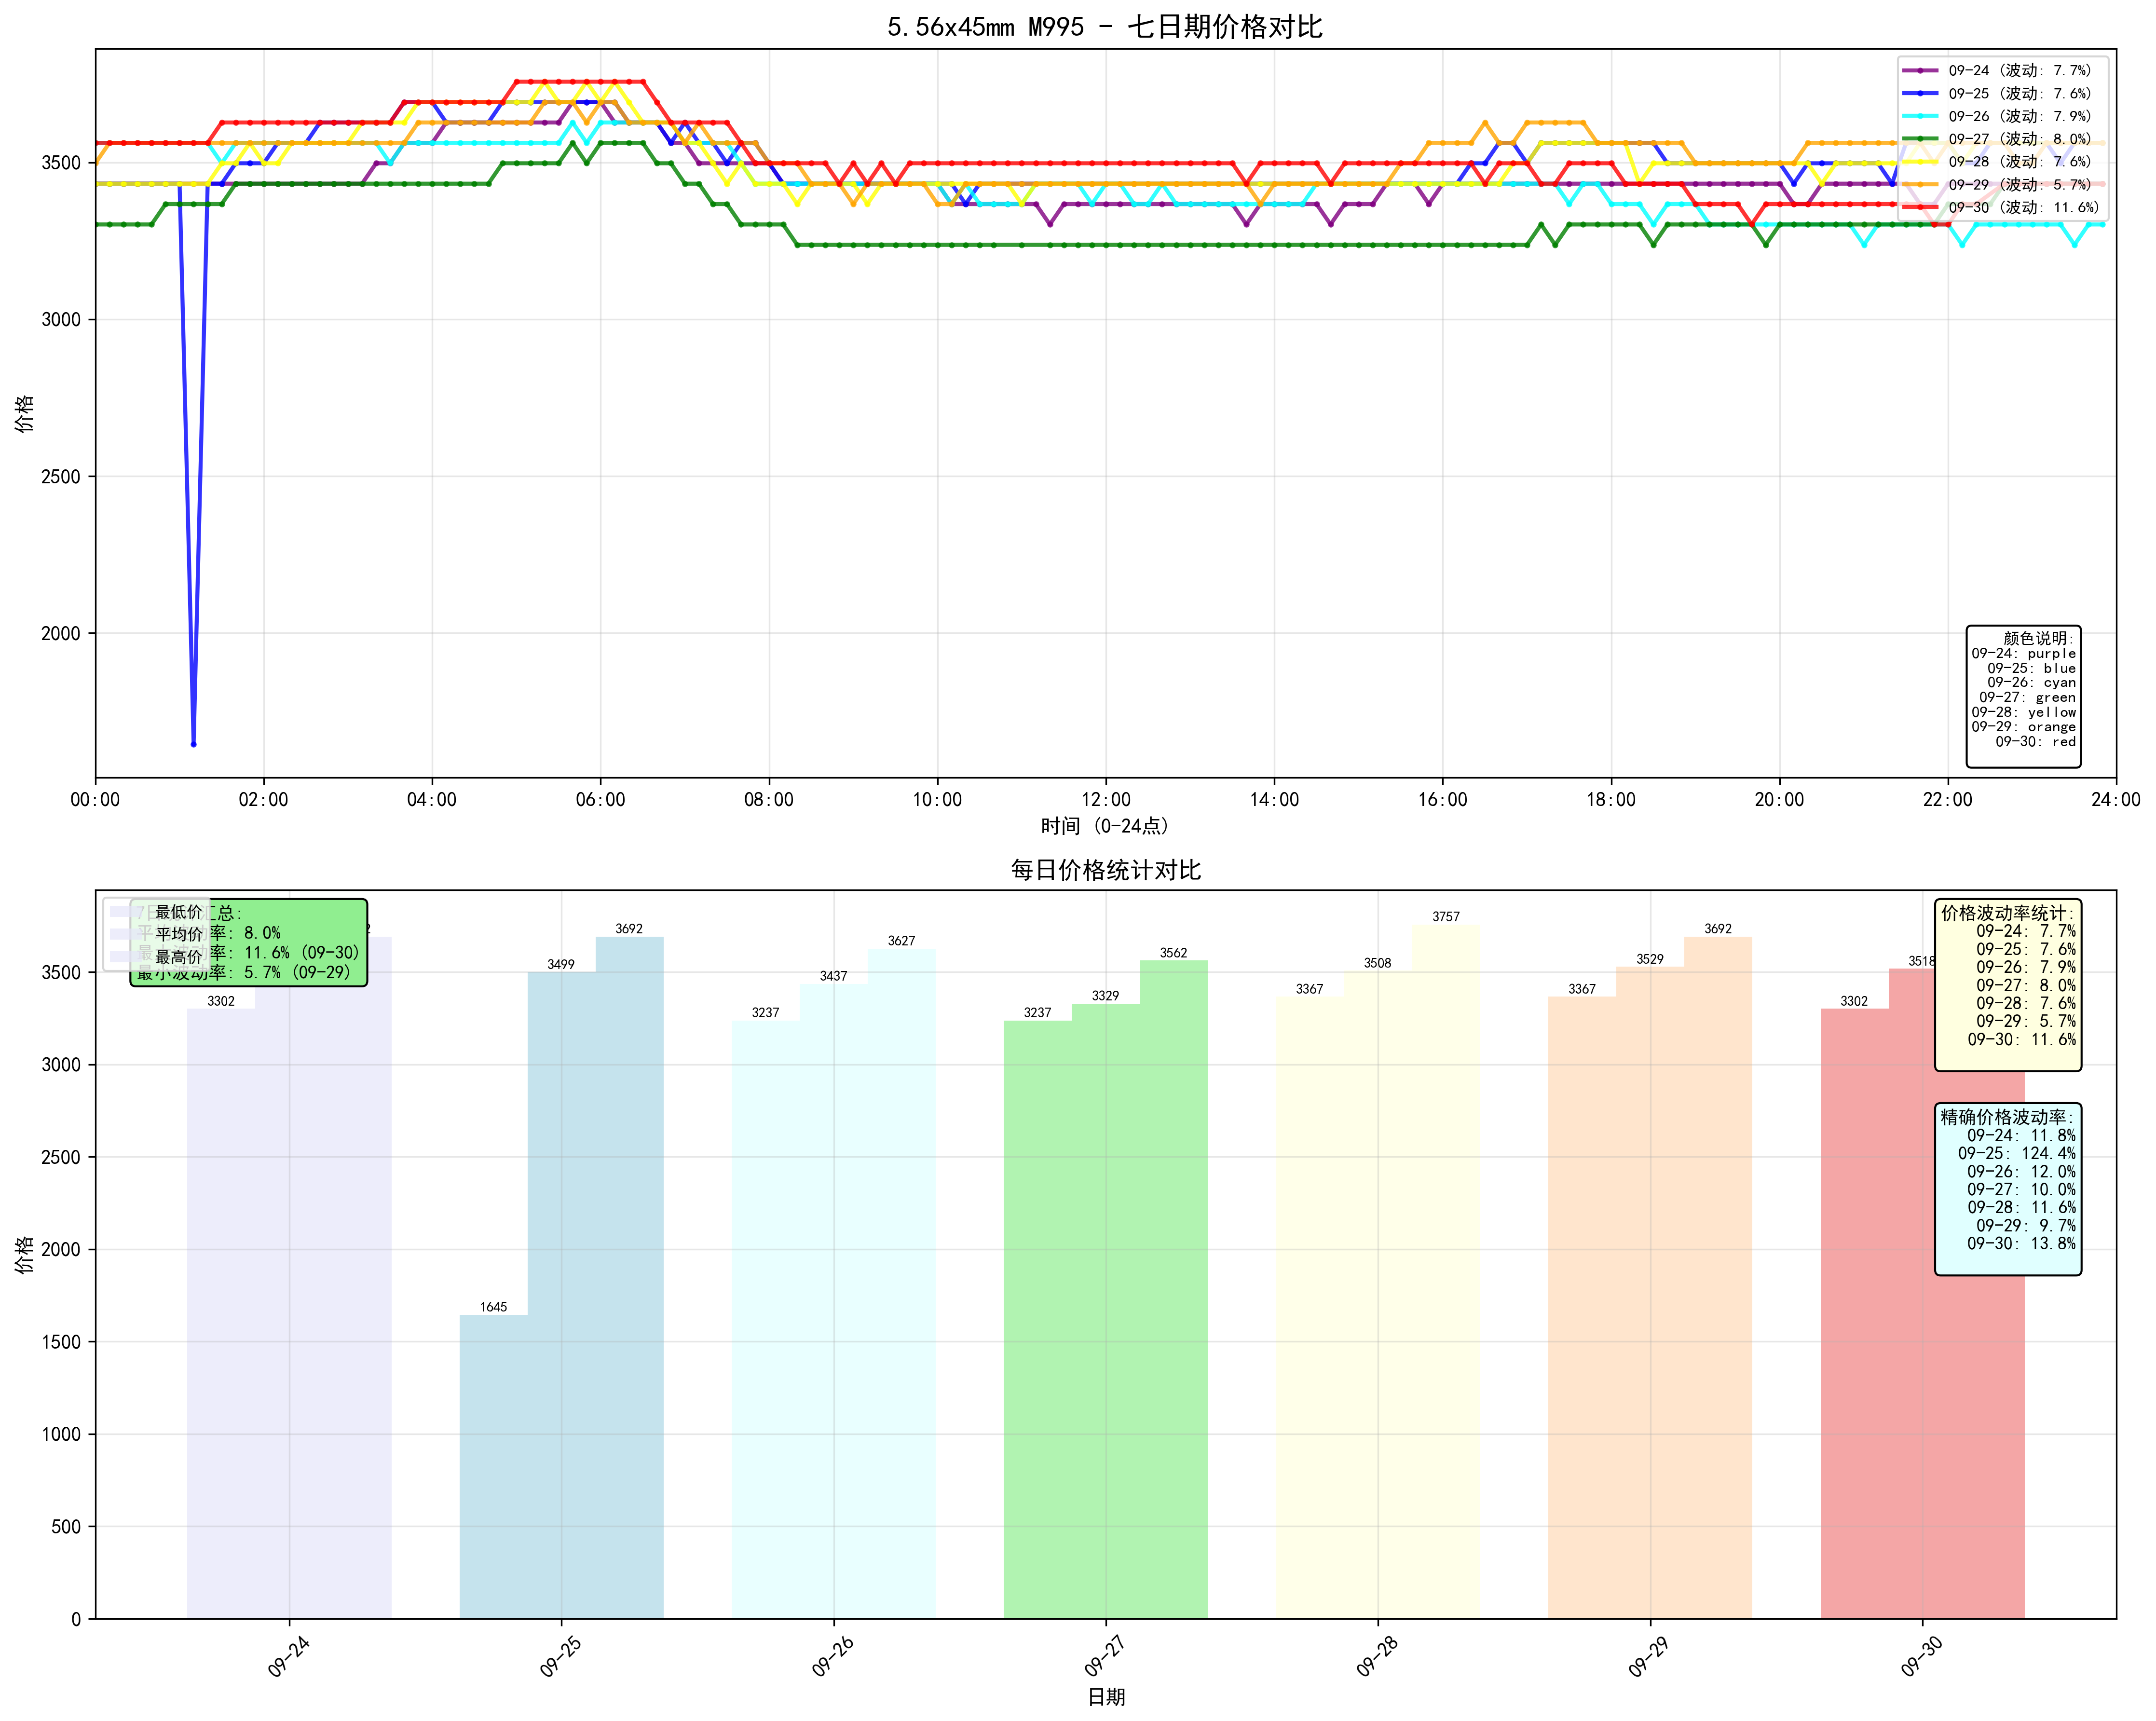 5.56x45mm M995 - 七日期价格对比
价格
3500
3000
2500
2000
09-24 (波动: 7.7%)
09-25 (波动: 7.6%)
09-26 (波动: 7.9%)
09-27 (波动: 8.0%)
09-28 (波动: 7.6%)
09-29 (波动: 5.7%)
09-30 (波动: 11.6%)
颜色说明:
09-24: purple
09-25: blue
09-26: cyan
09-27: green
09-28: yellow
09-29: orange
09-30: red
00:00 02:00 04:00 06:00 08:00 10:00 12:00 14:00 16:00 18:00 20:00 22:00 24:00
时间 (0-24点)
每日价格统计对比
价格
3500
3000
2500
2000
1500
1000
500
0
最低价
平均价
最高价
汇总:
率: 8.0%
率: 11.6% (09-30)
最小波动率: 5.7% (09-29)
3302
1645 3499 3692
3237 3437 3627
3237 3329 3562
3367 3508 3757
3367 3529 3692
3302 3518
价格波动率统计:
09-24: 7.7%
09-25: 7.6%
09-26: 7.9%
09-27: 8.0%
09-28: 7.6%
09-29: 5.7%
09-30: 11.6%
精确价格波动率:
09-24: 11.8%
09-25: 124.4%
09-26: 12.0%
09-27: 10.0%
09-28: 11.6%
09-29: 9.7%
09-30: 13.8%
09-24 09-25 09-26 09-27 09-28 09-29 09-30
日期